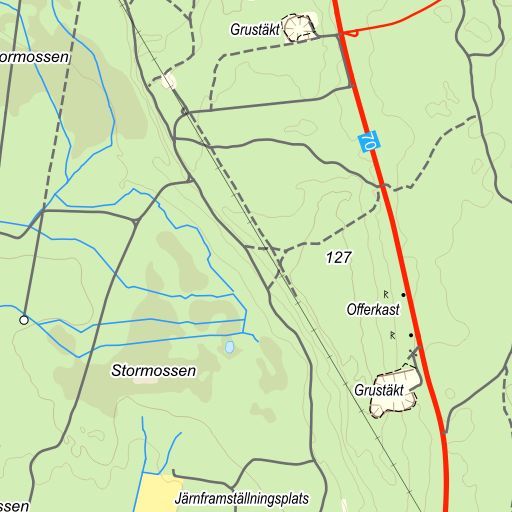 Grustäkt
ormossen
70
127
R
Offerkast
R
Stormossen
Grustäkt
Järnframställningsplats
ssen